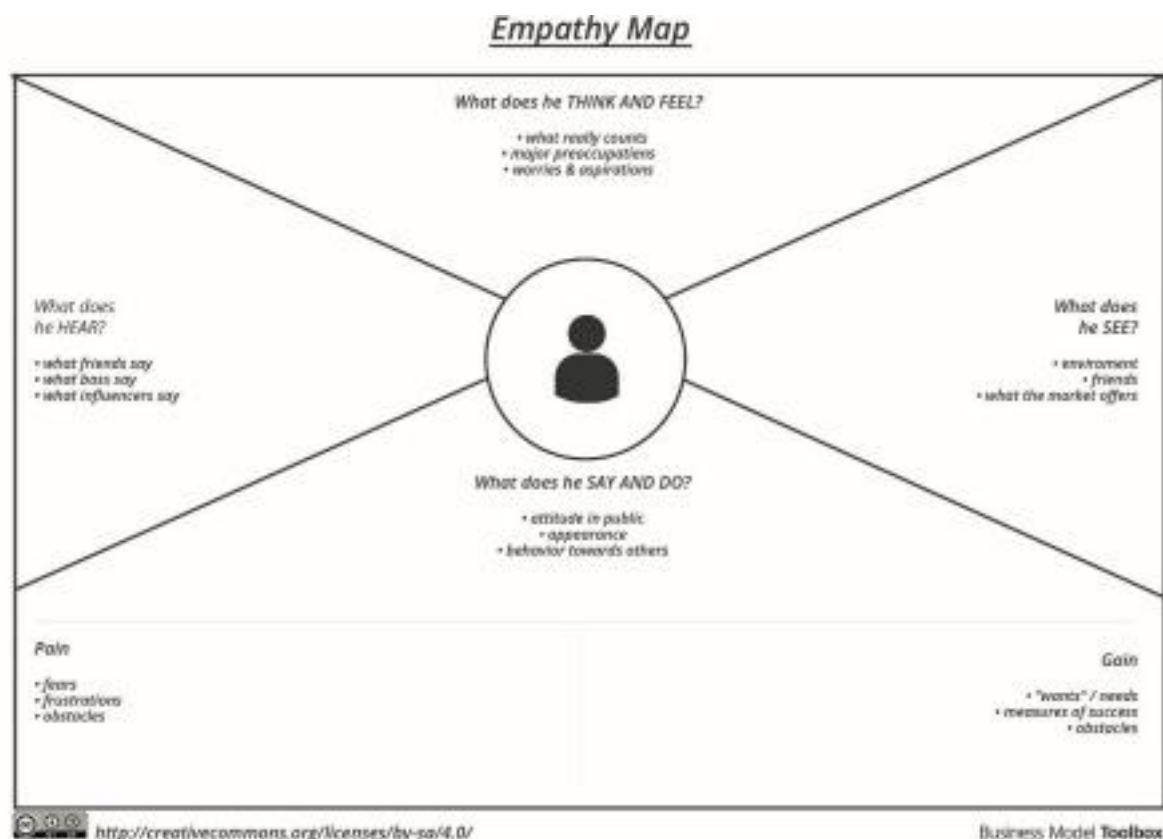 Empathy Map
What does he THINK AND FEEL?
• what really counts
• major preoccupations
• worries & aspirations
What does
he HEAR?
• what friends say
• what boss say
• what influencers say
What does
he SEE?
• enviroment
• friends
• what the market offers
What does he SAY AND DO?
• attitude in public
• appearance
• behavior towards others
Pain
• fears
• frustrations
• obstacles
Gain
• "wants" / needs
• measures of success
• obstacles
http://creativecommons.org/licenses/by-sa/4.0/
Business Model Toolbox